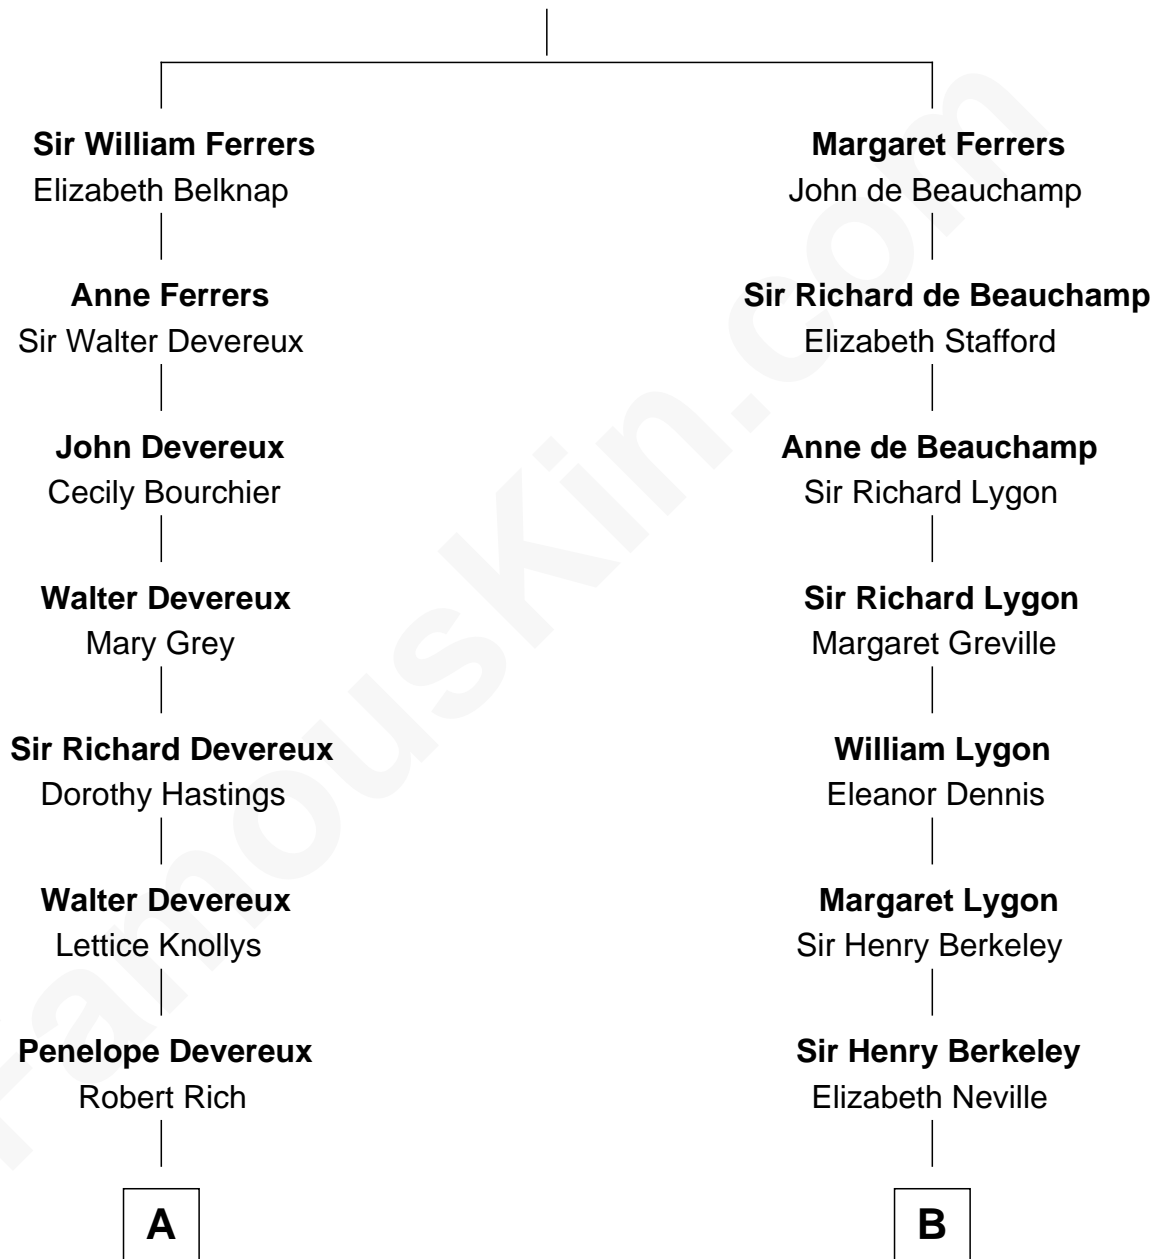 Sir William Ferrers
Elizabeth Belknap
Margaret Ferrers
John de Beauchamp
Anne Ferrers
Sir Walter Devereux
Sir Richard de Beauchamp
Elizabeth Stafford
John Devereux
Cecily Bourchier
Anne de Beauchamp
Sir Richard Lygon
Walter Devereux
Mary Grey
Sir Richard Lygon
Margaret Greville
Sir Richard Devereux
Dorothy Hastings
William Lygon
Eleanor Dennis
Walter Devereux
Lettice Knollys
Margaret Lygon
Sir Henry Berkeley
Penelope Devereux
Robert Rich
Sir Henry Berkeley
Elizabeth Neville
A
B
FamousKin.com